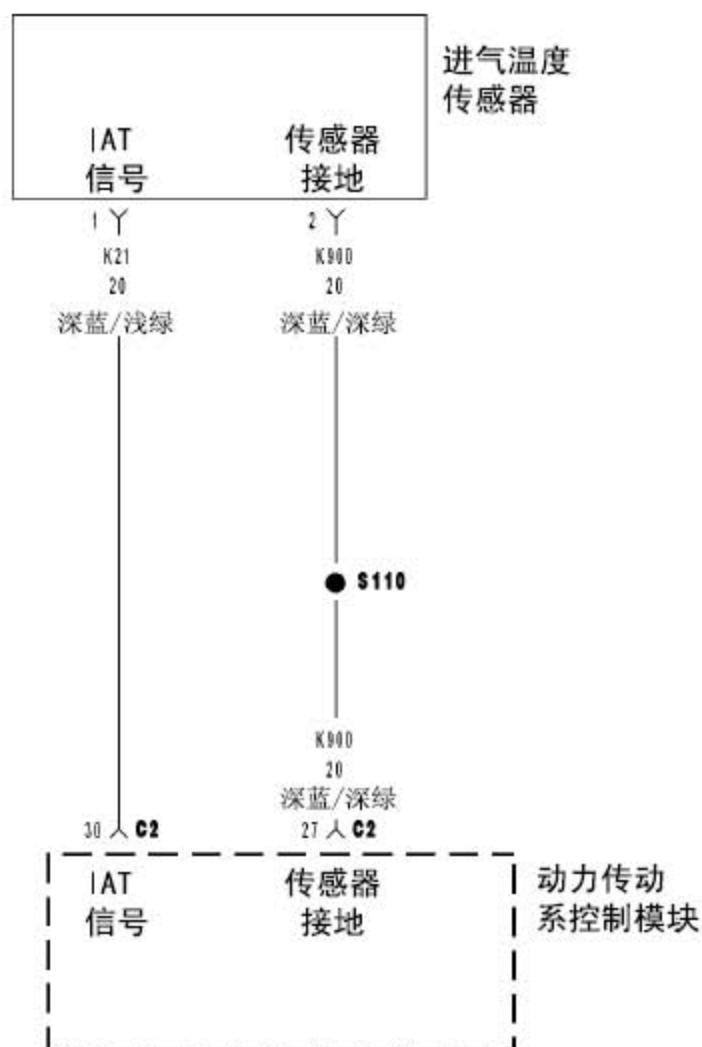 进气温度
传感器
IAT
信号
传感器
接地
1
2
K21
20
深蓝/浅绿
K900
20
深蓝/深绿
S110
K900
20
深蓝/深绿
30 C2
27 C2
IAT
信号
传感器
接地
动力传动
系控制模块